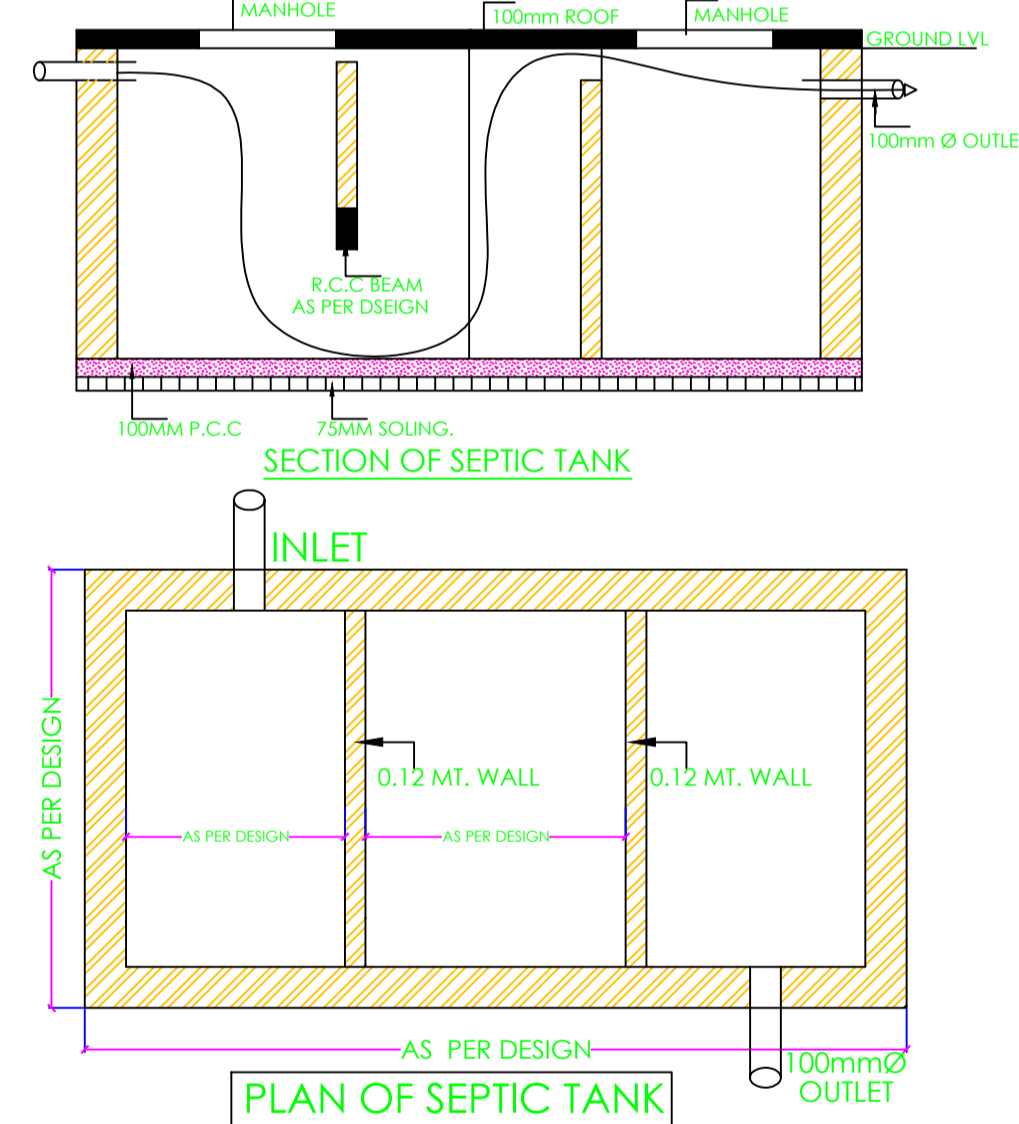 MANHOLE
100mm ROOF
MANHOLE
GROUND LVL
100mm Ø OUTLE
R.C.C BEAM
AS PER DSEIGN
100MM P.C.C
75MM SOLING.
SECTION OF SEPTIC TANK
INLET
AS PER DESIGN
0.12 MT. WALL
0.12 MT. WALL
AS PER DESIGN
AS PER DESIGN
AS PER DESIGN
100mmØ
OUTLET
PLAN OF SEPTIC TANK